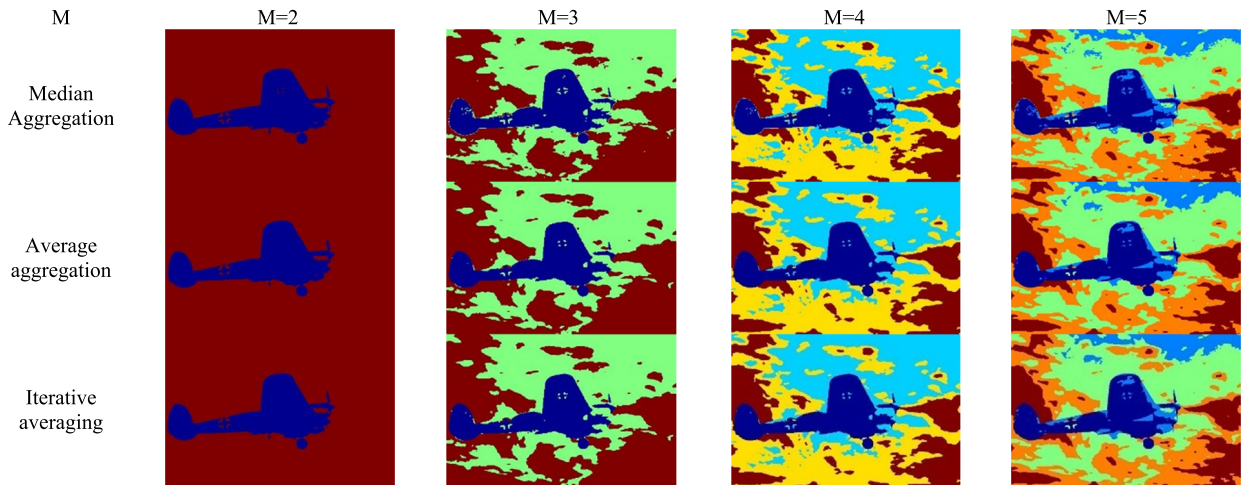 M M=2 M=3 M=4 M=5
Median
Aggregation
Average
aggregation
Iterative
averaging